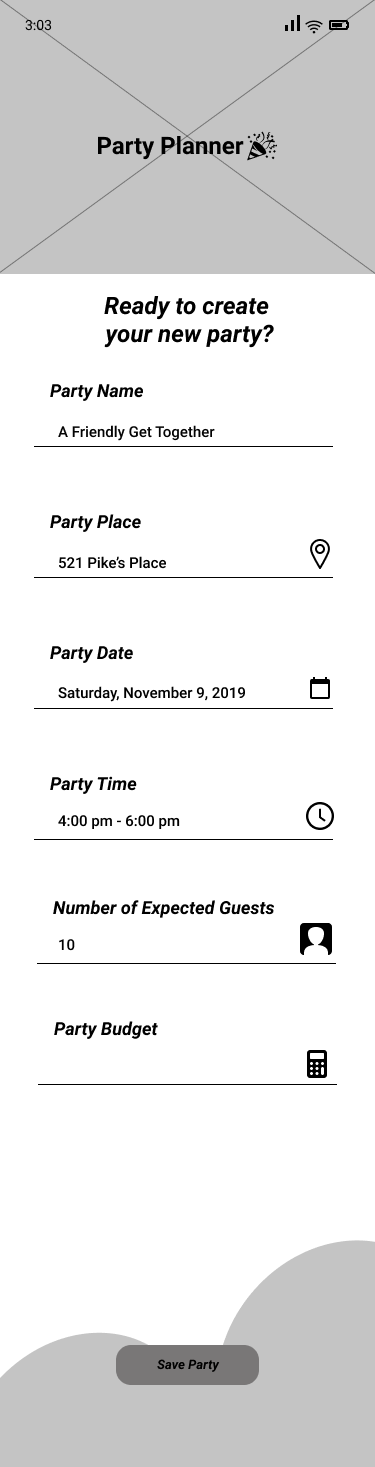 3:03
Party Planner
Ready to create
your new party?
Party Name
A Friendly Get Together
Party Place
521 Pike’s Place
Party Date
Saturday, November 9, 2019
Party Time
4:00 pm - 6:00 pm
Number of Expected Guests
10
Party Budget
Save Party